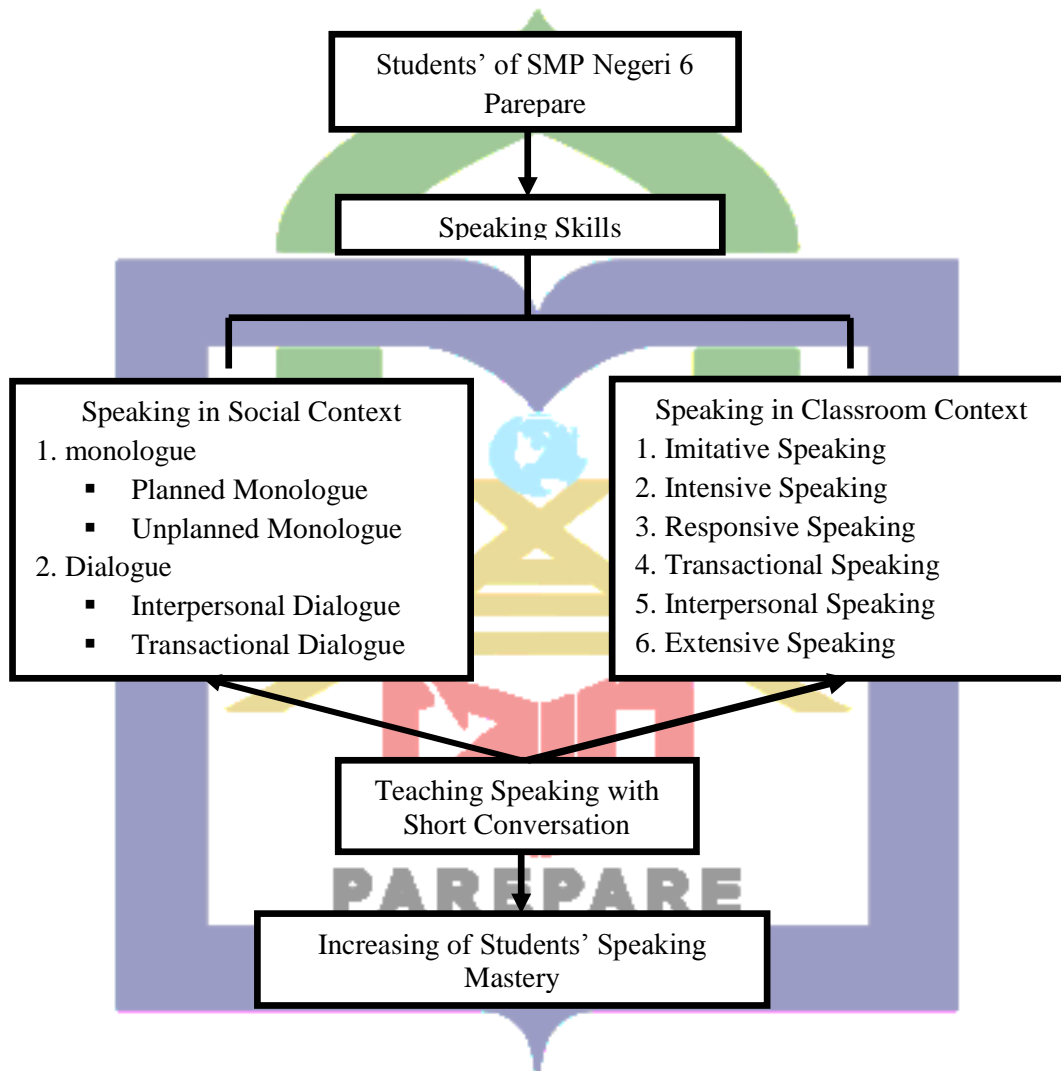 Students’ of SMP Negeri 6
Parepare
Speaking Skills
Speaking in Social Context
1. monologue
▪ Planned Monologue
▪ Unplanned Monologue
2. Dialogue
▪ Interpersonal Dialogue
▪ Transactional Dialogue
Speaking in Classroom Context
1. Imitative Speaking
2. Intensive Speaking
3. Responsive Speaking
4. Transactional Speaking
5. Interpersonal Speaking
6. Extensive Speaking
Teaching Speaking with
Short Conversation
PAREPARE
Increasing of Students’ Speaking
Mastery